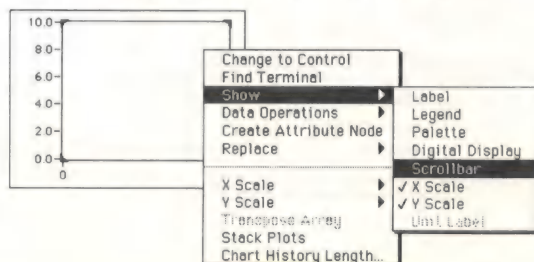 10.0
8.0
6.0
4.0
2.0
0.0
0
Change to Control
Find Terminal
Show
Data Operations
Create Attribute Node
Replace
X Scale
Y Scale
Transpose Array
Stack Plots
Chart History Length...
Label
Legend
Palette
Digital Display
Scrollbar
✓ X Scale
✓ Y Scale
Unit Label